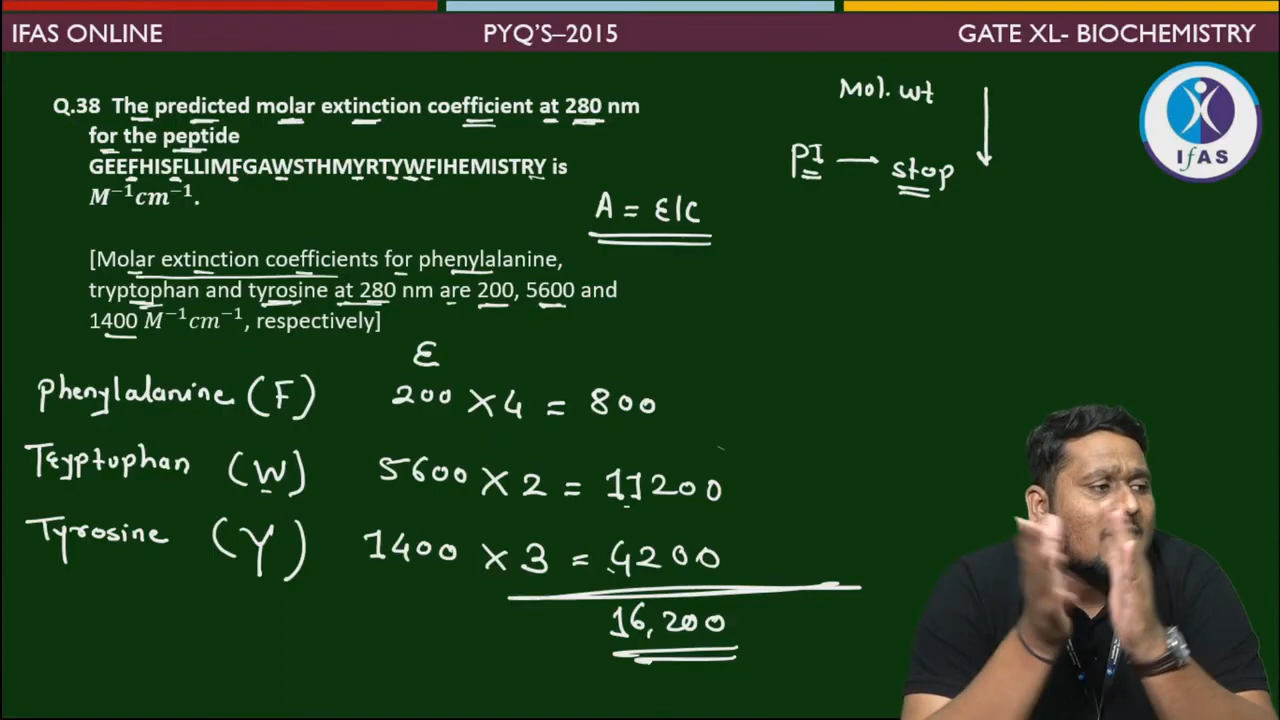 IFAS ONLINE
PYQ'S–2015
GATE XL- BIOCHEMISTRY
Q.38 The predicted molar extinction coefficient at 280 nm
for the peptide
GEEFHISFLLIMFGAWSTHMYRTYWFIHEMISTRY is
M⁻¹cm⁻¹.
Mol. wt
PI → stop
IfAS
A = εlc
[Molar extinction coefficients for phenylalanine,
tryptophan and tyrosine at 280 nm are 200, 5600 and
1400 M⁻¹cm⁻¹, respectively]
ε
Phenylalanine (F) 200 × 4 = 800
Teyptophan (W) 5600 × 2 = 11200
Tyrosine (Y) 1400 × 3 = 4200
16,200